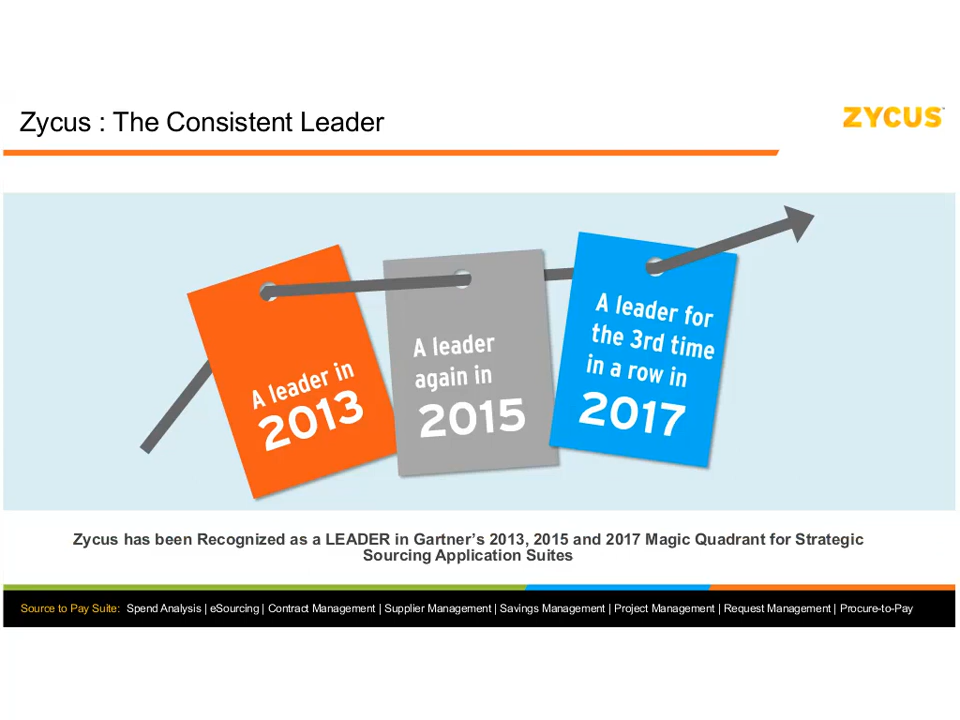 Zycus : The Consistent Leader
ZYCUS
A leader in
2013
A leader
again in
2015
A leader for
the 3rd time
in a row in
2017
Zycus has been Recognized as a LEADER in Gartner’s 2013, 2015 and 2017 Magic Quadrant for Strategic
Sourcing Application Suites
Source to Pay Suite: Spend Analysis | eSourcing | Contract Management | Supplier Management | Savings Management | Project Management | Request Management | Procure-to-Pay